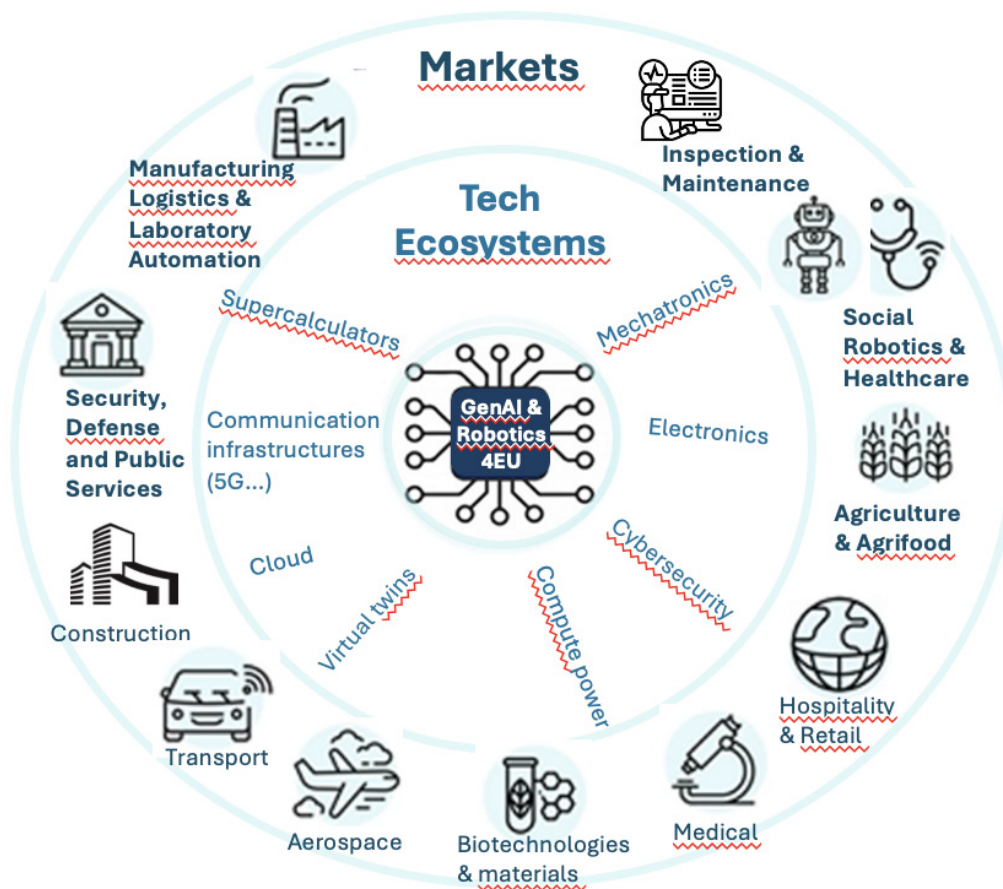 Markets
Manufacturing
Logistics &
Laboratory
Automation
Inspection &
Maintenance
Tech
Ecosystems
Supercalculators
Mechatronics
Social
Robotics &
Healthcare
Security,
Defense
and Public
Services
Communication
infrastructures
(5G...)
GenAI &
Robotics
4EU
Electronics
Agriculture
& Agrifood
Cloud
Virtual twins
Compute power
Cybersecurity
Construction
Hospitality
& Retail
Transport
Aerospace
Biotechnologies
& materials
Medical